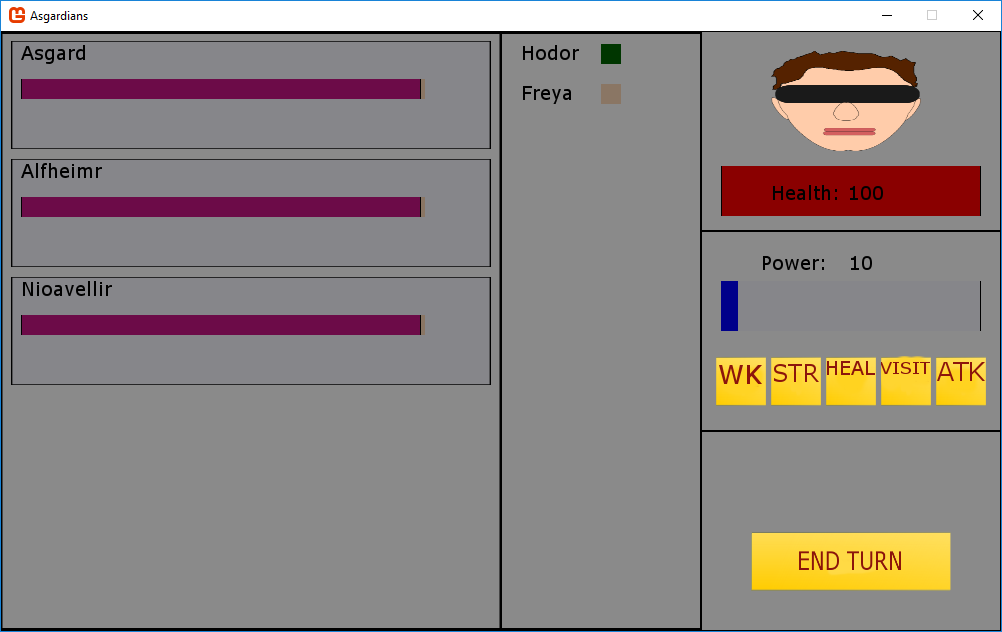 Asgardians
Asgard
Alfheimr
Nioavellir
Hodor
Freya
Health: 100
Power: 10
WK STR HEAL VISIT ATK
END TURN